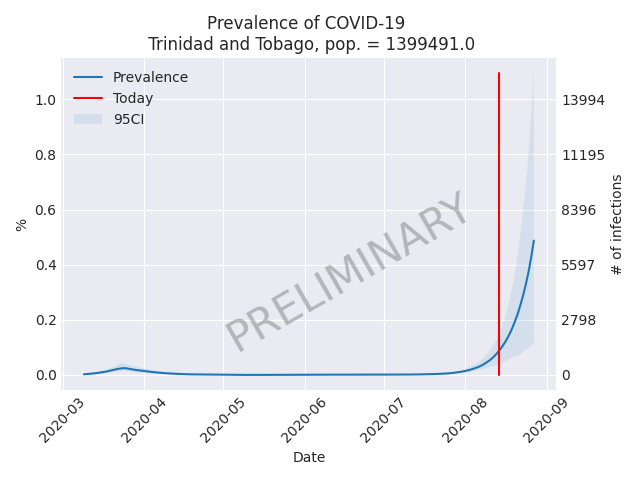 Prevalence of COVID-19
Trinidad and Tobago, pop. = 1399491.0
Prevalence
Today
95CI
1.0
0.8
0.6
0.4
0.2
0.0
%
13994
11195
8396
5597
2798
0
# of infections
PRELIMINARY
2020-03
2020-04
2020-05
2020-06
2020-07
2020-08
2020-09
Date